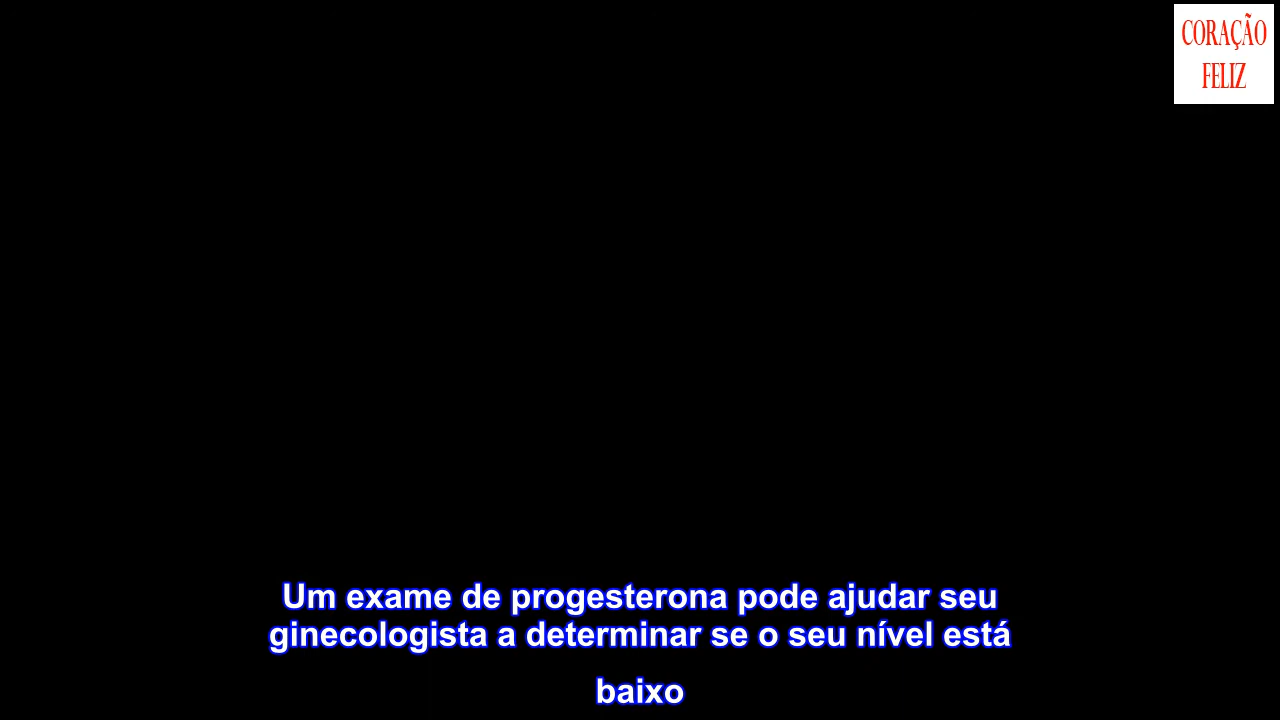 CORAÇÃO
FELIZ
Um exame de progesterona pode ajudar seu
ginecologista a determinar se o seu nível está
baixo